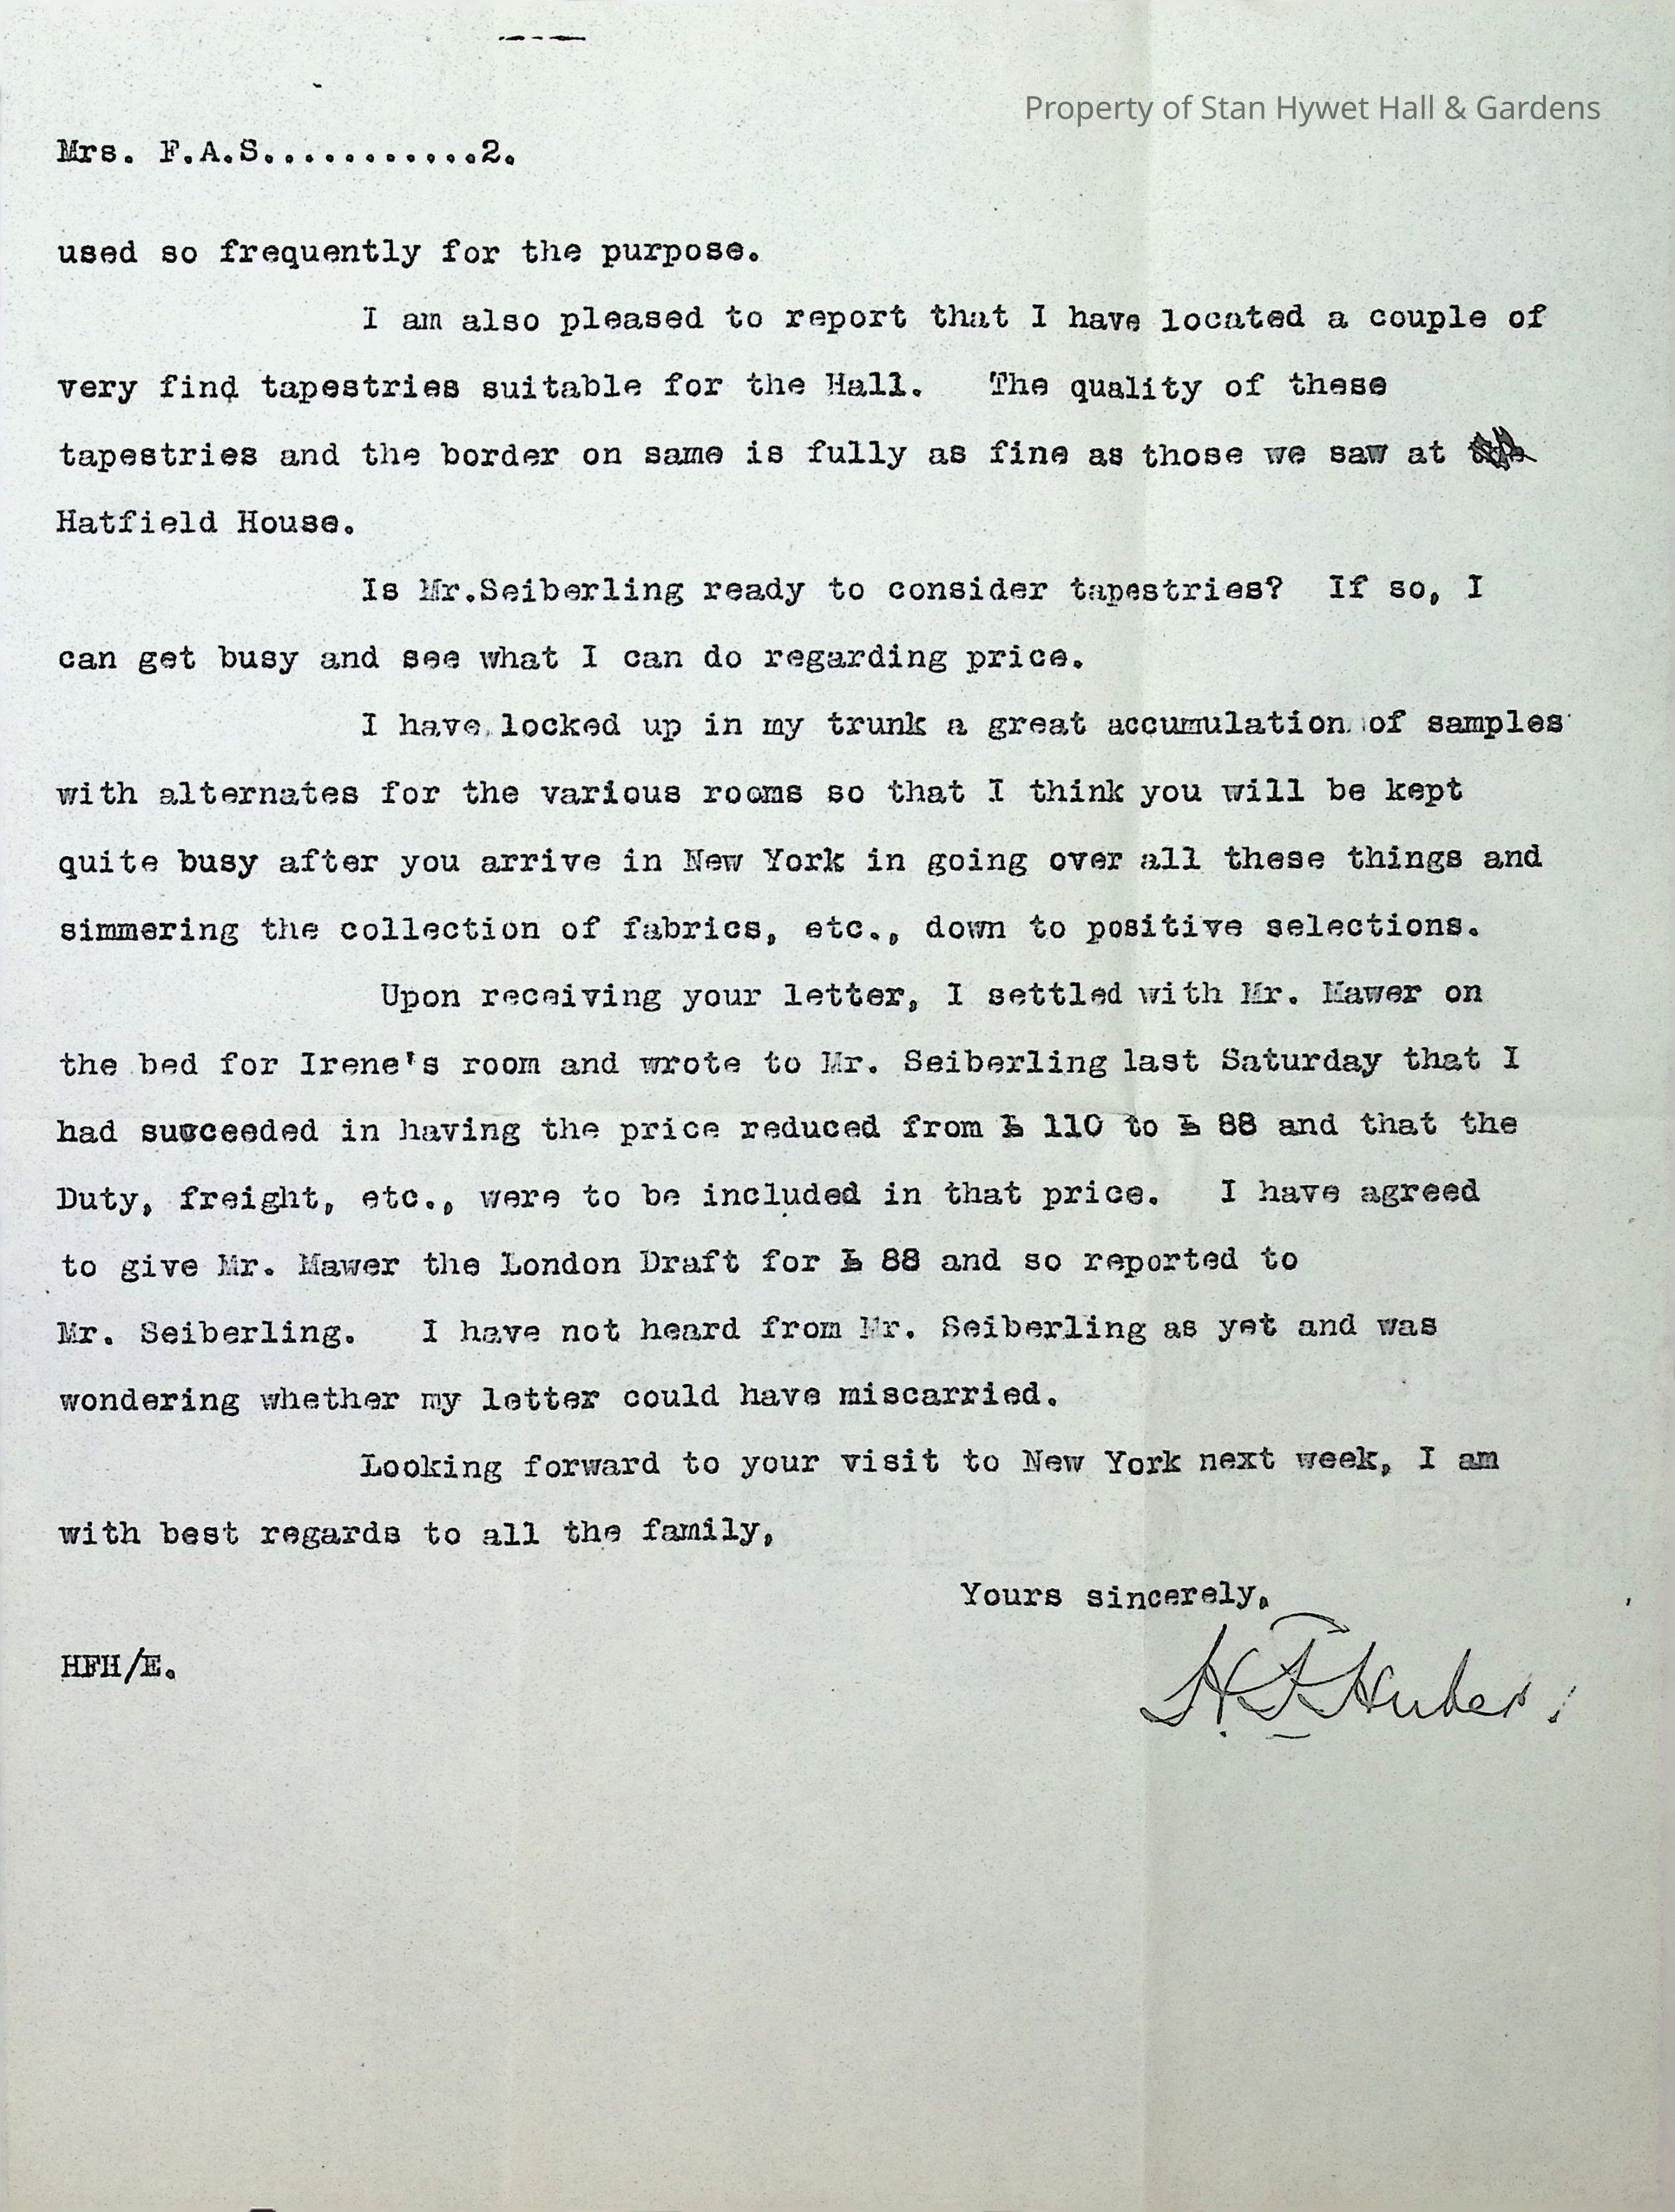 Property of Stan Hywet Hall & Gardens
Mrs. F.A.S...........2.
used so frequently for the purpose.
I am also pleased to report that I have located a couple of
very find tapestries suitable for the Hall. The quality of these
tapestries and the border on same is fully as fine as those we saw at
Hatfield House.
Is Mr.Seiberling ready to consider tapestries? If so, I
can get busy and see what I can do regarding price.
I have locked up in my trunk a great accumulation of samples
with alternates for the various rooms so that I think you will be kept
quite busy after you arrive in New York in going over all these things and
simmering the collection of fabrics, etc., down to positive selections.
Upon receiving your letter, I settled with Mr. Mawer on
the bed for Irene's room and wrote to Mr. Seiberling last Saturday that I
had succeeded in having the price reduced from £ 110 to £ 88 and that the
Duty, freight, etc., were to be included in that price. I have agreed
to give Mr. Mawer the London Draft for £ 88 and so reported to
Mr. Seiberling. I have not heard from Mr. Seiberling as yet and was
wondering whether my letter could have miscarried.
Looking forward to your visit to New York next week, I am
with best regards to all the family,
Yours sincerely,
H.F. Huber.
HFH/E.